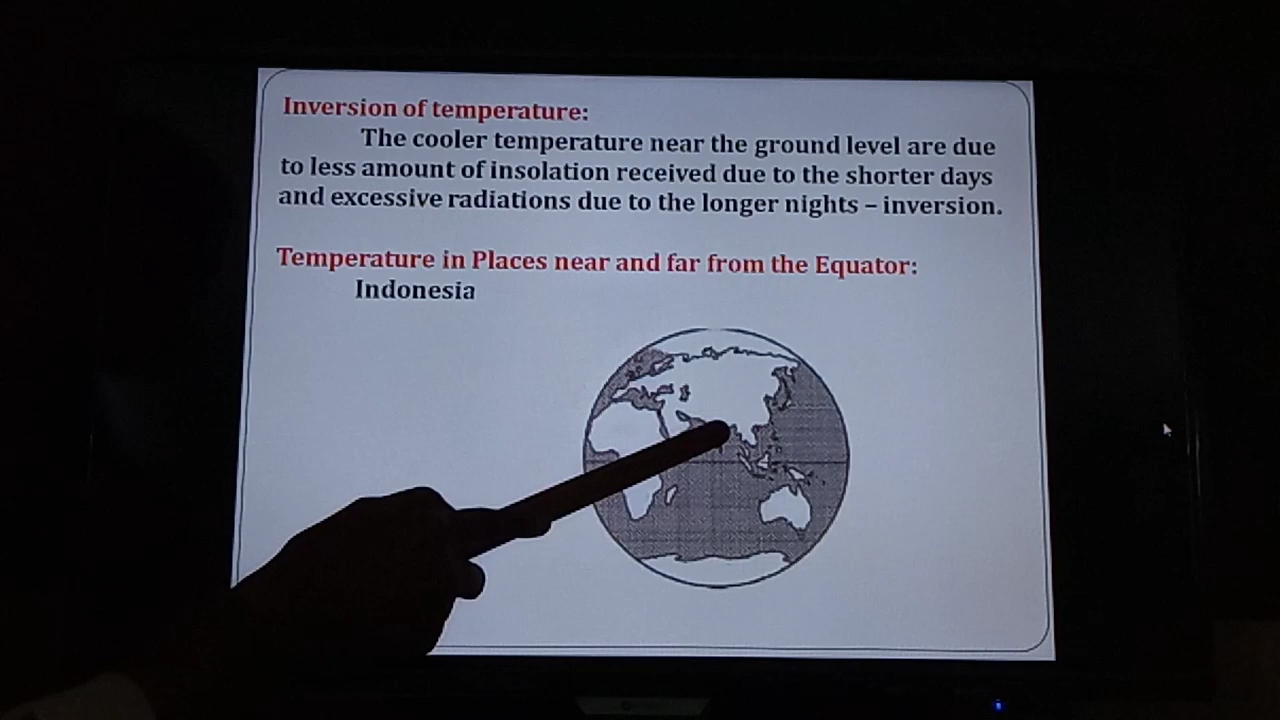 Inversion of temperature:
The cooler temperature near the ground level are due
to less amount of insolation received due to the shorter days
and excessive radiations due to the longer nights – inversion.
Temperature in Places near and far from the Equator:
Indonesia